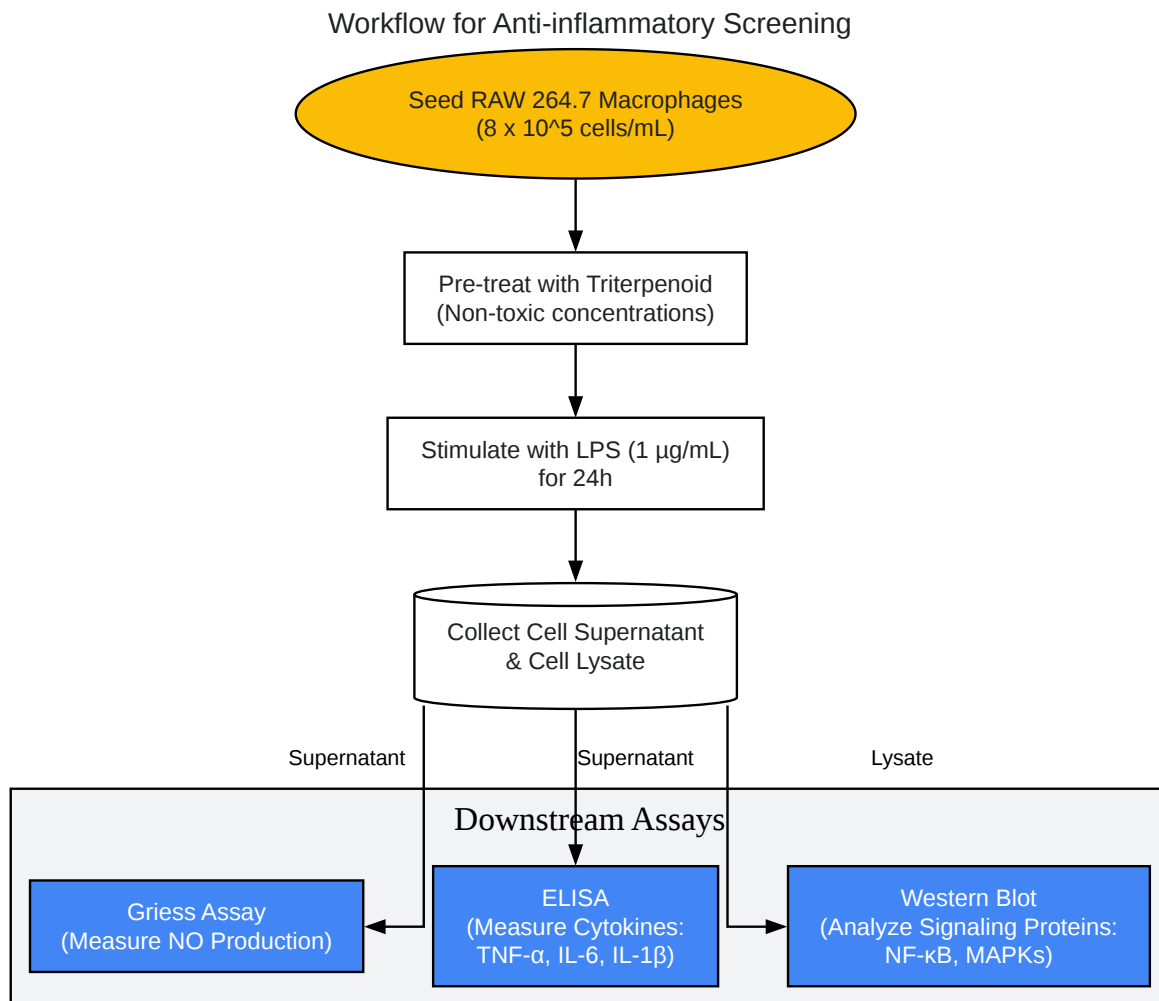 Workflow for Anti-inflammatory Screening
Seed RAW 264.7 Macrophages
(8 x 10^5 cells/mL)
Pre-treat with Triterpenoid
(Non-toxic concentrations)
Stimulate with LPS (1 µg/mL)
for 24h
Collect Cell Supernatant
& Cell Lysate
Supernatant
Supernatant
Lysate
Downstream Assays
Griess Assay
(Measure NO Production)
ELISA
(Measure Cytokines:
TNF-α, IL-6, IL-1β)
Western Blot
(Analyze Signaling Proteins:
NF-κB, MAPKs)